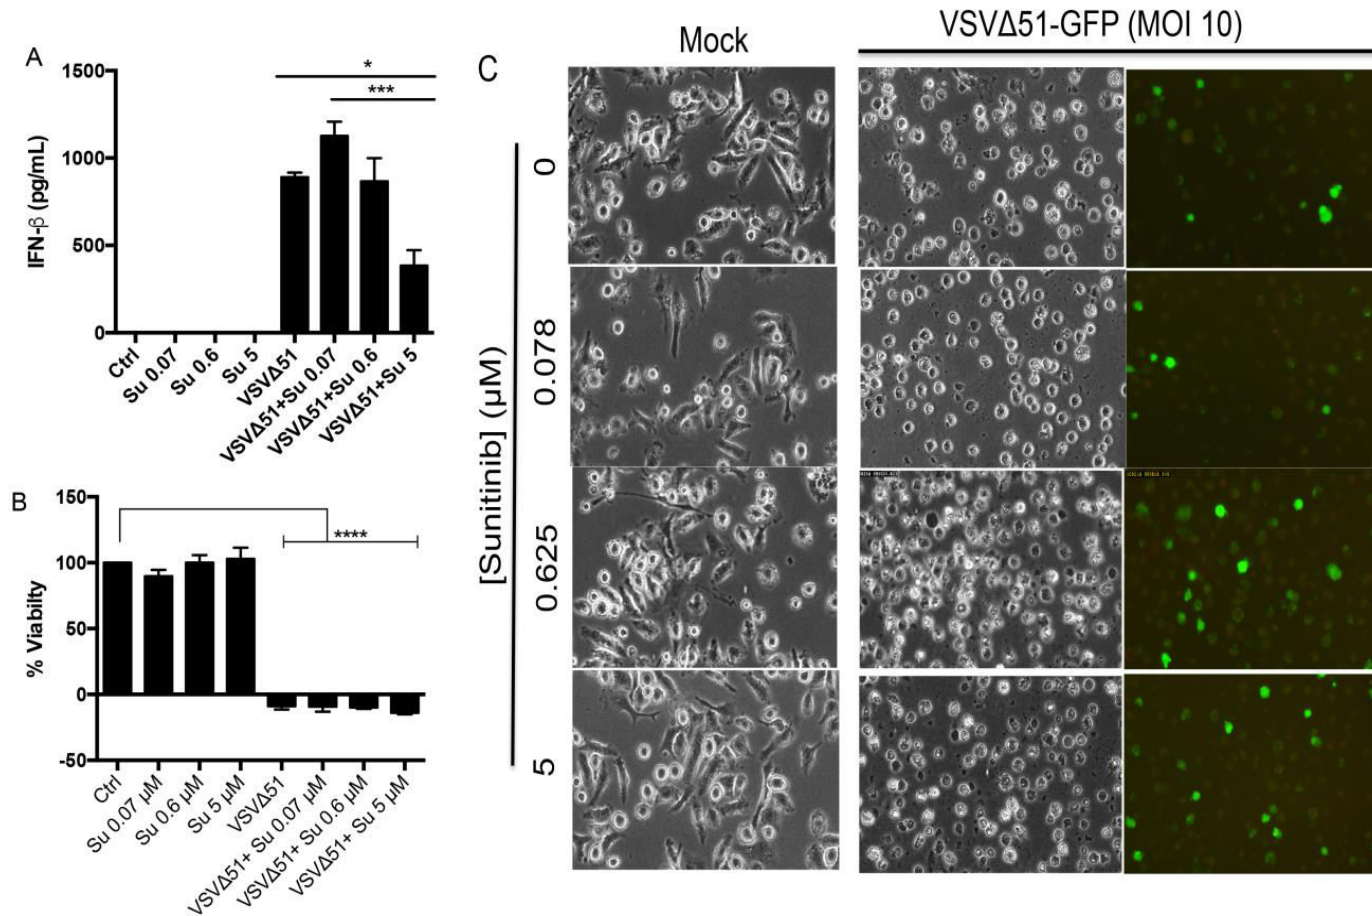 A
1500
1000
500
0
IFN-β (pg/mL)
*
***
Ctrl
Su 0.07
Su 0.6
Su 5
VSVΔ51
VSVΔ51+Su 0.07
VSVΔ51+Su 0.6
VSVΔ51+Su 5
B
150
100
50
0
-50
% Viabilty
****
Ctrl
Su 0.07 µM
Su 0.6 µM
Su 5 µM
VSVΔ51
VSVΔ51+ Su 0.07 µM
VSVΔ51+ Su 0.6 µM
VSVΔ51+ Su 5 µM
C
Mock
VSVΔ51-GFP (MOI 10)
[Sunitinib] (µM)
0
0.078
0.625
5